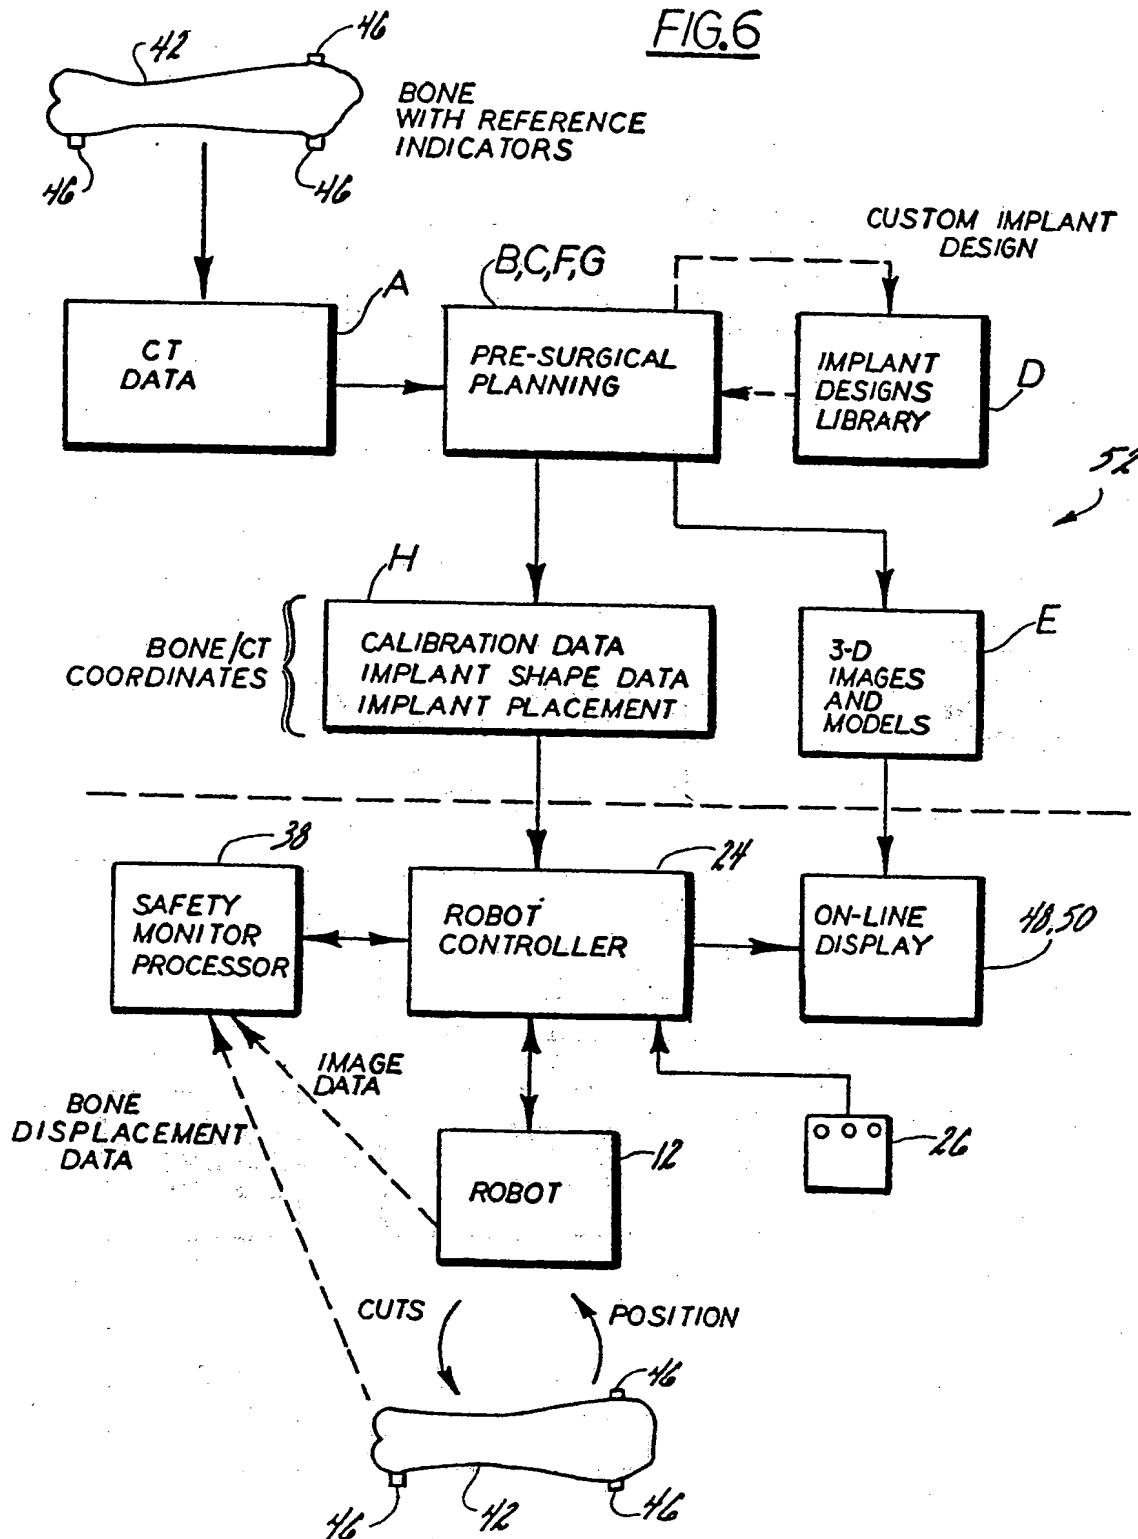 FIG.6
46
42
BONE
WITH REFERENCE
INDICATORS
46
46
CUSTOM IMPLANT
DESIGN
B,C,F,G
A
CT
DATA
PRE-SURGICAL
PLANNING
IMPLANT
DESIGNS
LIBRARY
D
52
H
BONE/CT
COORDINATES
CALIBRATION DATA
IMPLANT SHAPE DATA
IMPLANT PLACEMENT
E
3-D
IMAGES
AND
MODELS
38
24
SAFETY
MONITOR
PROCESSOR
ROBOT
CONTROLLER
ON-LINE
DISPLAY
48,50
IMAGE
DATA
BONE
DISPLACEMENT
DATA
12
ROBOT
26
CUTS
POSITION
46
46
42
46